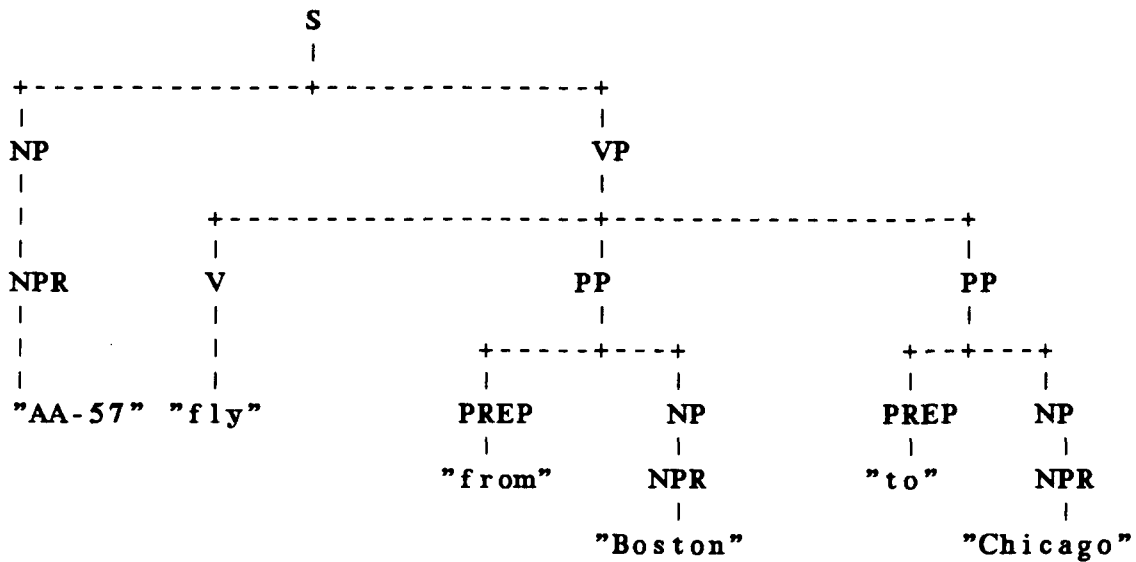 S
NP VP
NPR V PP PP
"AA-57" "fly" PREP NP PREP NP
"from" NPR "to" NPR
"Boston" "Chicago"